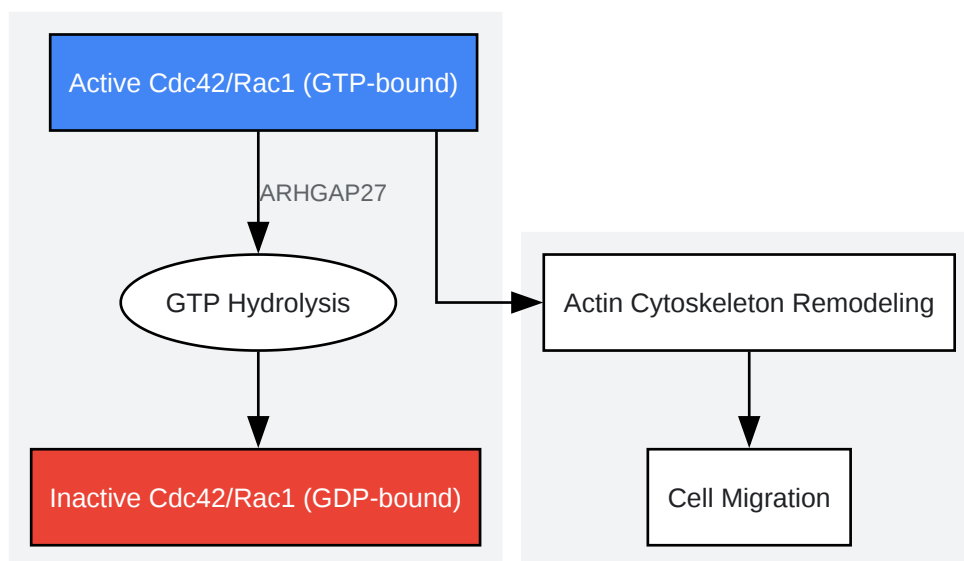 Active Cdc42/Rac1 (GTP-bound)
ARHGAP27
GTP Hydrolysis
Actin Cytoskeleton Remodeling
Inactive Cdc42/Rac1 (GDP-bound)
Cell Migration